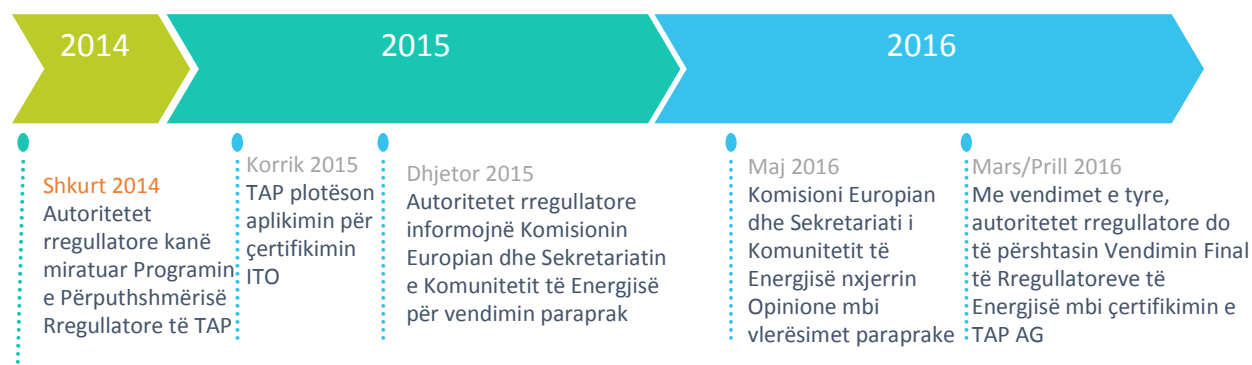 2014
2015
2016
Shkurt 2014
Autoritetet
rregullatore kanë
miratuar Programin
e Përputhshmërisë
Rregullatore të TAP
Korrik 2015
TAP plotëson
aplikimin për
çertifikimin
ITO
Dhjetor 2015
Autoritetet rregullatore
informojnë Komisionin
Europian dhe Sekretariatin
e Komunitetit të Energjisë
për vendimin paraprak
Maj 2016
Komisioni Europian
dhe Sekretariati i
Komunitetit të
Energjisë nxjerrin
Opinione mbi
vlerësimet paraprake
Mars/Prill 2016
Me vendimet e tyre,
autoritetet rregullatore do
të përshtasin Vendimin Final
të Rregullatoreve të
Energjisë mbi çertifikimin e
TAP AG